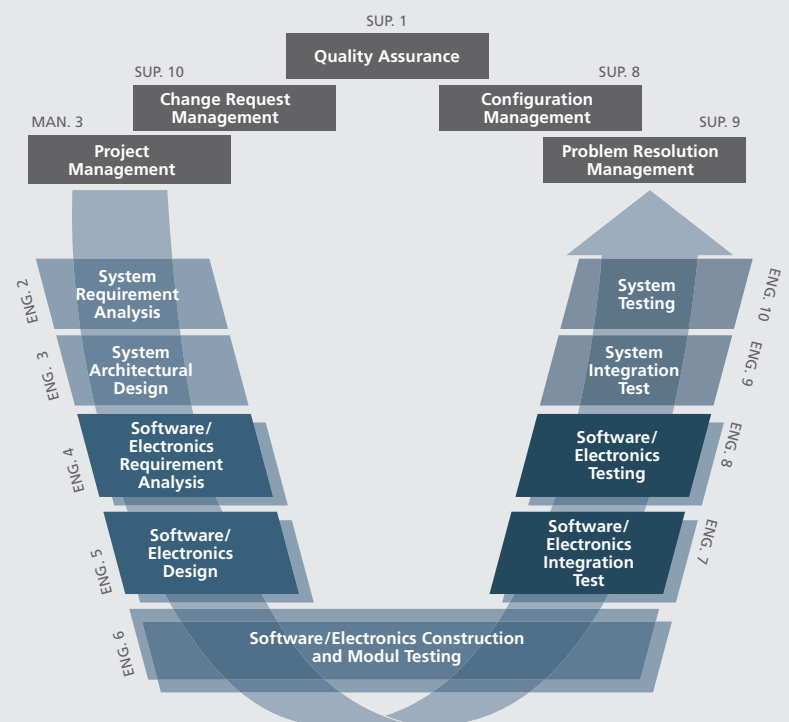 SUP. 1
Quality Assurance
SUP. 10
Change Request
Management
SUP. 8
Configuration
Management
MAN. 3
Project
Management
SUP. 9
Problem Resolution
Management
ENG. 2
System
Requirement
Analysis
System
Testing
ENG. 10
ENG. 3
System
Architectural
Design
System
Integration
Test
ENG. 9
ENG. 4
Software/
Electronics
Requirement
Analysis
Software/
Electronics
Testing
ENG. 8
ENG. 5
Software/
Electronics
Design
Software/
Electronics
Integration
Test
ENG. 7
ENG. 6
Software/Electronics Construction
and Modul Testing